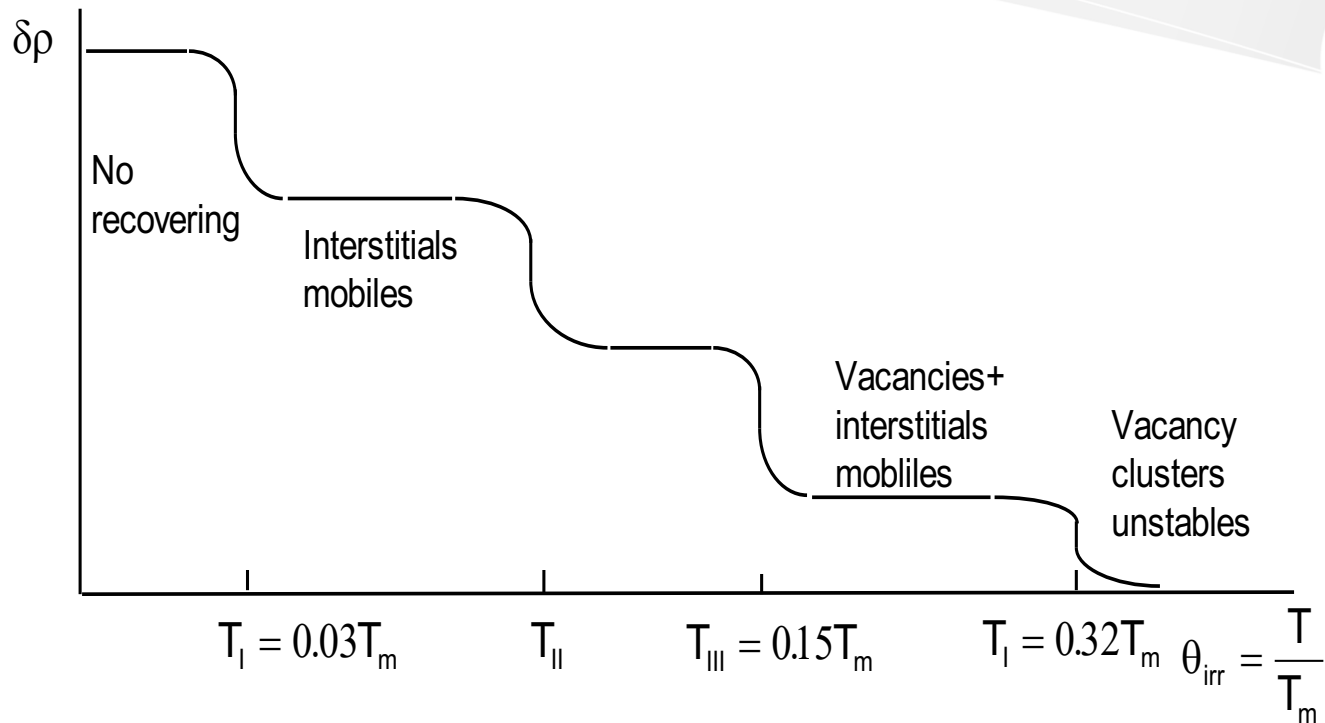 δρ
No
recovering
Interstitials
mobiles
Vacancies+
interstitials
mobliles
Vacancy
clusters
unstables
T_I = 0.03T_m
T_II
T_III = 0.15T_m
T_I = 0.32T_m
θ_irr = T/T_m